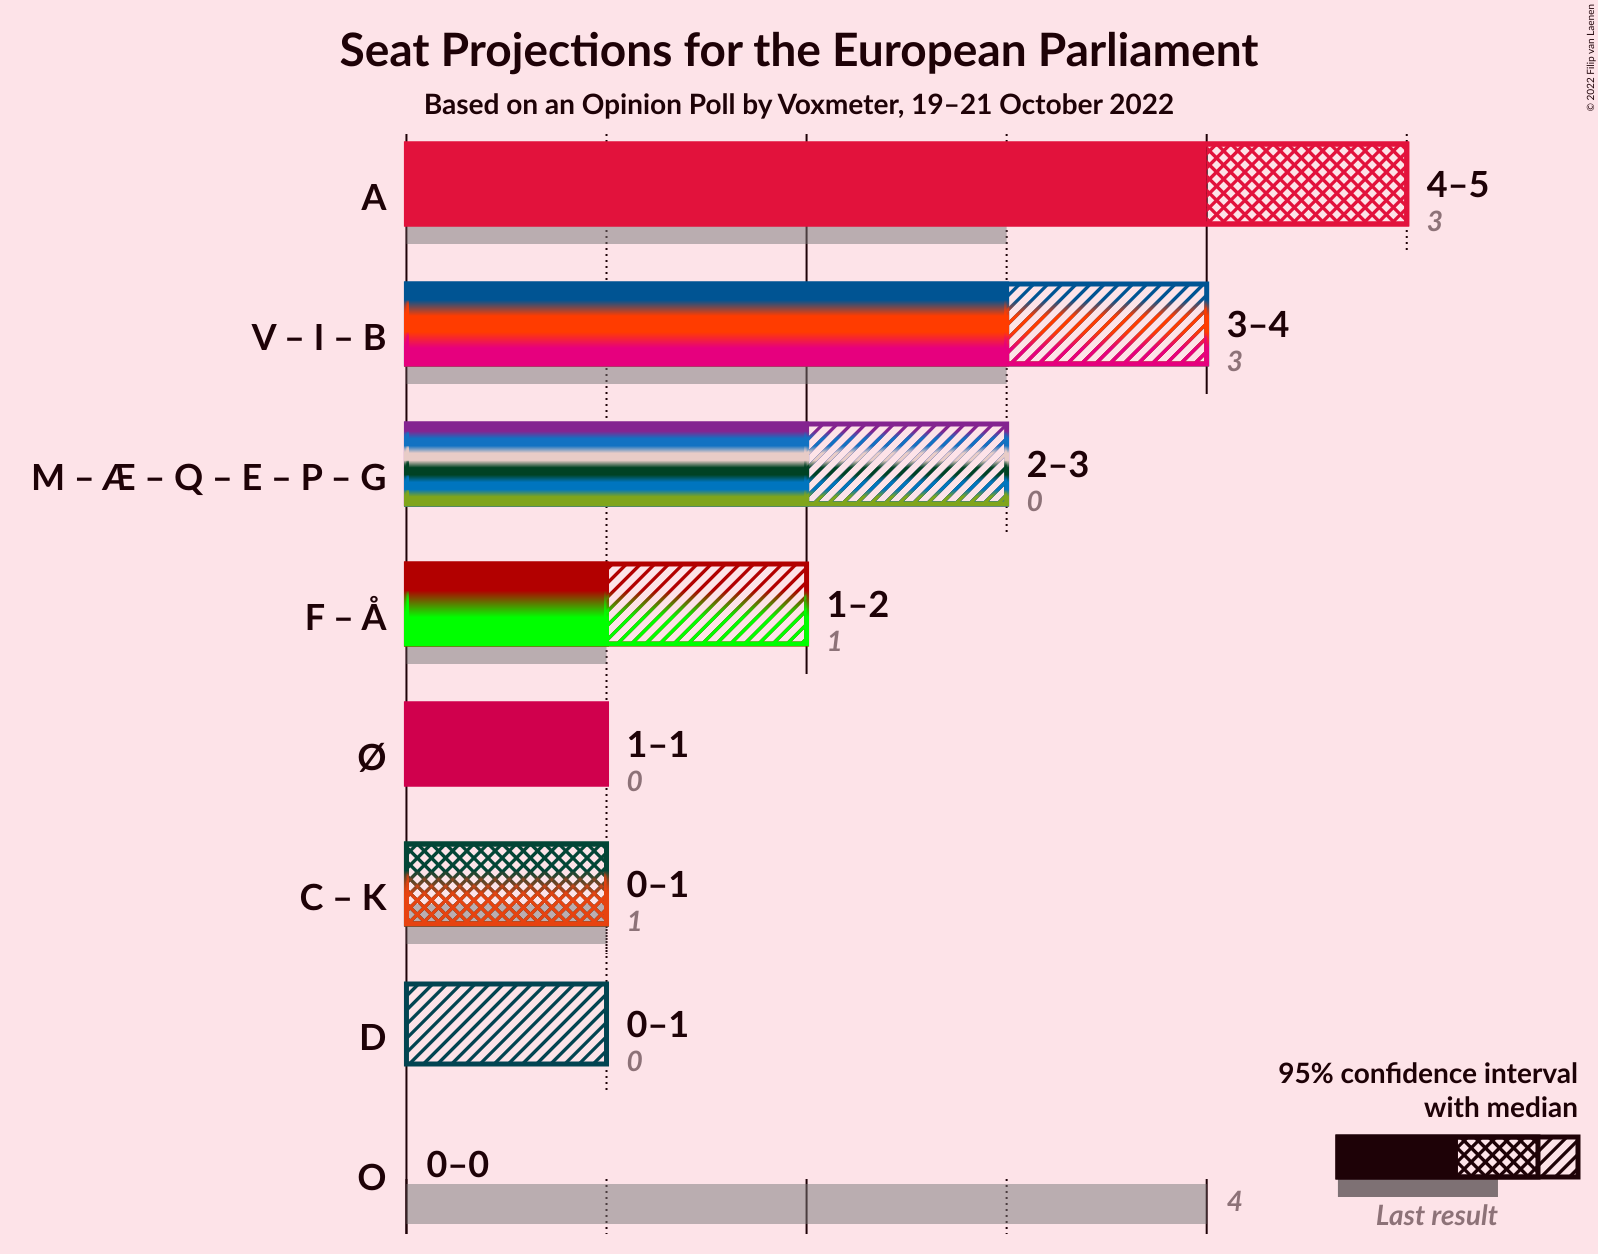 Seat Projections for the European Parliament
Based on an Opinion Poll by Voxmeter, 19–21 October 2022
© 2022 Filip van Laenen
A
4–5
3
V – I – B
3–4
3
M – Æ – Q – E – P – G
2–3
0
F – Å
1–2
1
Ø
1–1
0
C – K
0–1
1
D
0–1
0
O
0–0
4
95% confidence interval
with median
Last result